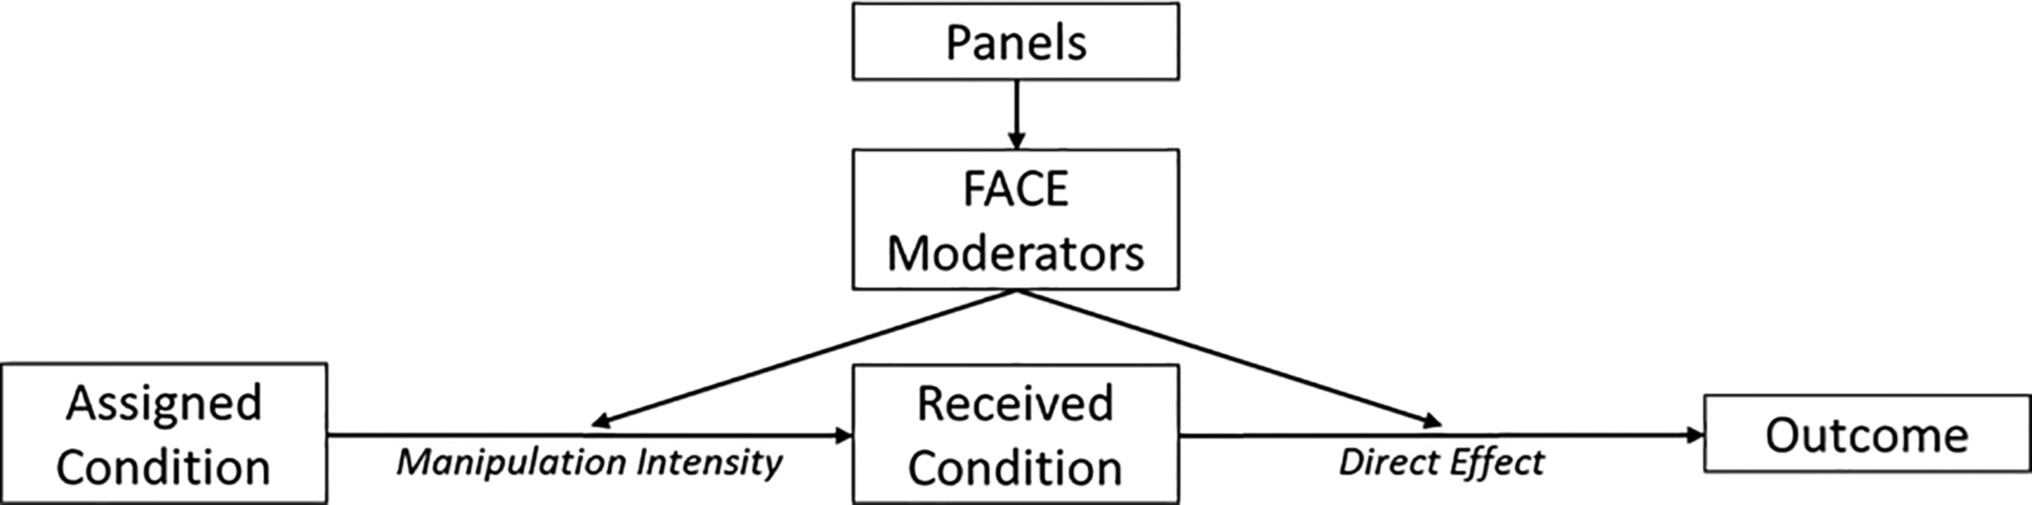 Panels
FACE
Moderators
Assigned
Condition
Manipulation Intensity
Received
Condition
Direct Effect
Outcome